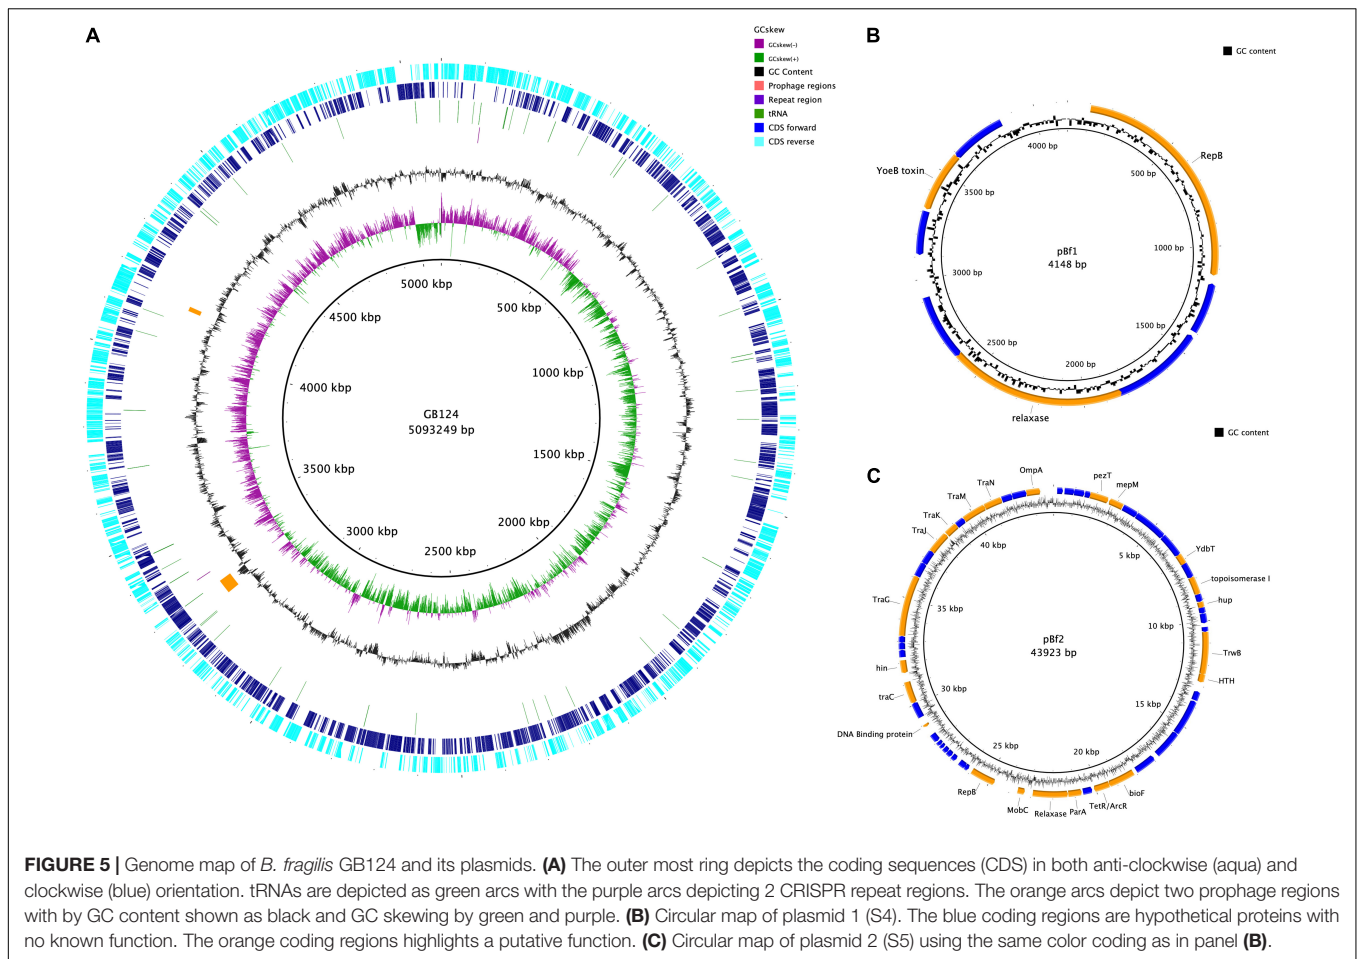 A
GCskew
GCskew(-)
GCskew(+)
GC Content
Prophage regions
Repeat region
tRNA
CDS forward
CDS reverse
5000 kbp
500 kbp
4500 kbp
1000 kbp
4000 kbp
GB124
5093249 bp
1500 kbp
3500 kbp
2000 kbp
3000 kbp
2500 kbp
B
GC content
4000 bp
RepB
500 bp
YoeB toxin
3500 bp
pBf1
4148 bp
1000 bp
3000 bp
1500 bp
2500 bp
2000 bp
relaxase
GC content
C
OmpA
pezT
mepM
TraN
TraM
TraK
TraJ
40 kbp
5 kbp
YdbT
topoisomerase I
hup
TraG
35 kbp
10 kbp
pBf2
43923 bp
TrwB
hin
HTH
traC
30 kbp
15 kbp
DNA Binding protein
25 kbp
20 kbp
RepB
MobC
Relaxase
ParA
TetR/ArcR
bioF
FIGURE 5 | Genome map of B. fragilis GB124 and its plasmids. (A) The outer most ring depicts the coding sequences (CDS) in both anti-clockwise (aqua) and
clockwise (blue) orientation. tRNAs are depicted as green arcs with the purple arcs depicting 2 CRISPR repeat regions. The orange arcs depict two prophage regions
with by GC content shown as black and GC skewing by green and purple. (B) Circular map of plasmid 1 (S4). The blue coding regions are hypothetical proteins with
no known function. The orange coding regions highlights a putative function. (C) Circular map of plasmid 2 (S5) using the same color coding as in panel (B).